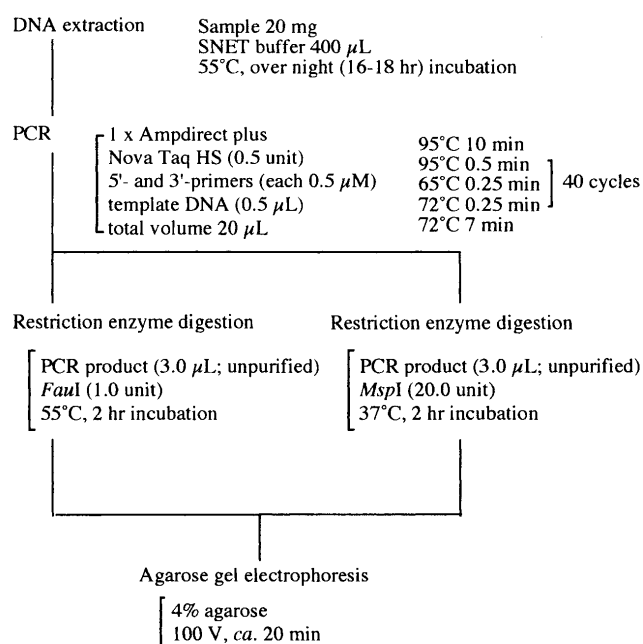 DNA extraction
Sample 20 mg
SNET buffer 400 μL
55°C, over night (16-18 hr) incubation
PCR
1 x Ampdirect plus
Nova Taq HS (0.5 unit)
5'- and 3'-primers (each 0.5 μM)
template DNA (0.5 μL)
total volume 20 μL
95°C 10 min
95°C 0.5 min
65°C 0.25 min
72°C 0.25 min
72°C 7 min
40 cycles
Restriction enzyme digestion
PCR product (3.0 μL; unpurified)
FauI (1.0 unit)
55°C, 2 hr incubation
Restriction enzyme digestion
PCR product (3.0 μL; unpurified)
MspI (20.0 unit)
37°C, 2 hr incubation
Agarose gel electrophoresis
4% agarose
100 V, ca. 20 min